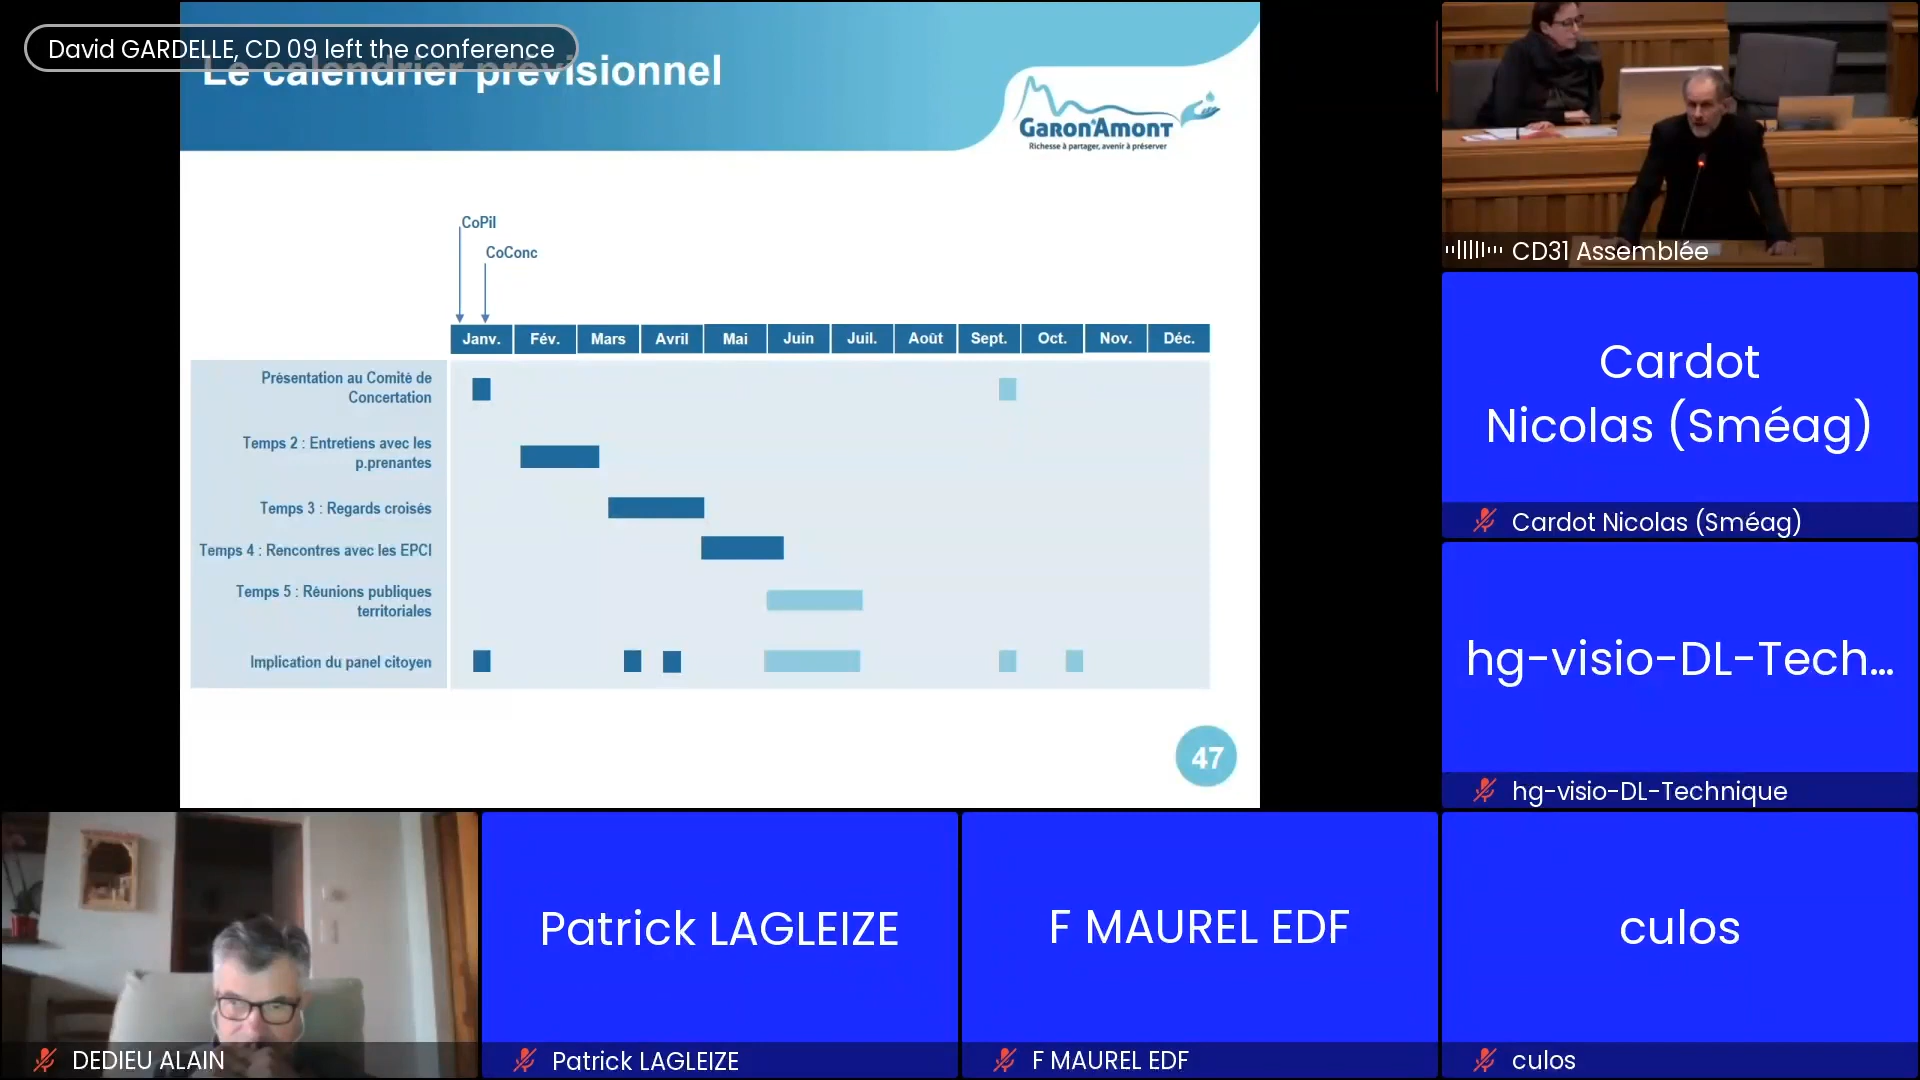 David GARDELLE, CD 09 left the conference
Le calendrier prévisionnel
GARON'AMONT
Richesse à partager, avenir à préserver
CoPil
CoConc
Janv. Fév. Mars Avril Mai Juin Juil. Août Sept. Oct. Nov. Déc.
Présentation au Comité de
Concertation
Temps 2 : Entretiens avec les
p.prenantes
Temps 3 : Regards croisés
Temps 4 : Rencontres avec les EPCI
Temps 5 : Réunions publiques
territoriales
Implication du panel citoyen
47
CD31 Assemblée
Cardot
Nicolas (Sméag)
Cardot Nicolas (Sméag)
hg-visio-DL-Tech...
hg-visio-DL-Technique
DEDIEU ALAIN
Patrick LAGLEIZE
Patrick LAGLEIZE
F MAUREL EDF
F MAUREL EDF
culos
culos